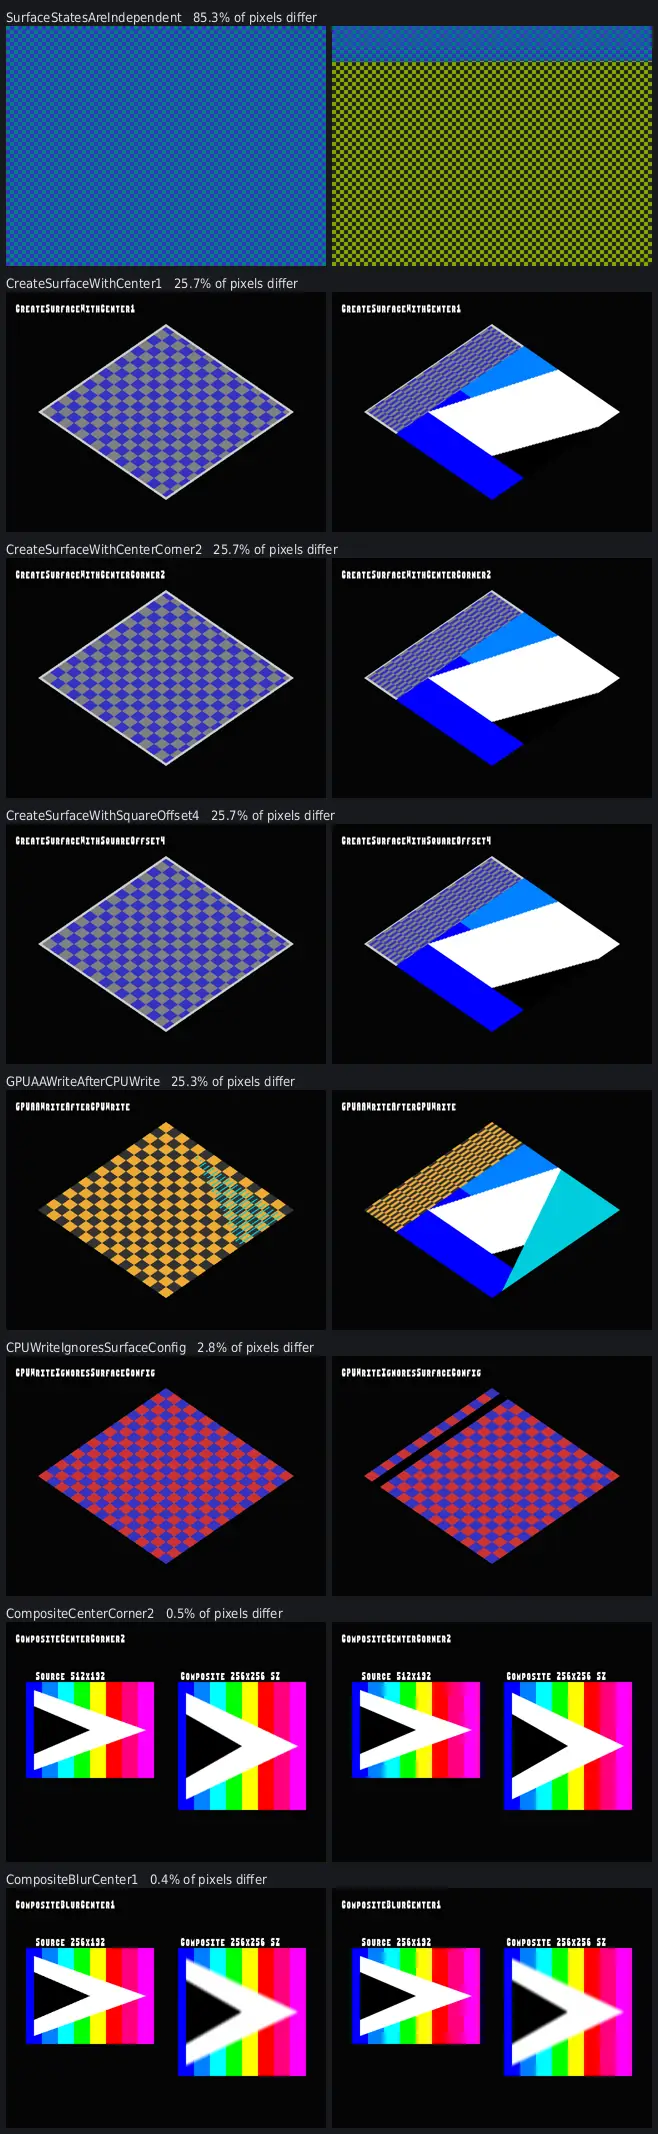 SurfaceStatesAreIndependent 85.3% of pixels differ
CreateSurfaceWithCenter1 25.7% of pixels differ
CreateSurfaceWithCenter1 CreateSurfaceWithCenter1
CreateSurfaceWithCenterCorner2 25.7% of pixels differ
CreateSurfaceWithCenterCorner2 CreateSurfaceWithCenterCorner2
CreateSurfaceWithSquareOffset4 25.7% of pixels differ
CreateSurfaceWithSquareOffset4 CreateSurfaceWithSquareOffset4
GPUAAWriteAfterCPUWrite 25.3% of pixels differ
GPUAAWriteAfterCPUWrite GPUAAWriteAfterCPUWrite
CPUWriteIgnoresSurfaceConfig 2.8% of pixels differ
CPUWriteIgnoresSurfaceConfig CPUWriteIgnoresSurfaceConfig
CompositeCenterCorner2 0.5% of pixels differ
CompositeCenterCorner2 CompositeCenterCorner2
Source 512x192 Composite 256x256 SZ Source 512x192 Composite 256x256 SZ
CompositeBlurCenter1 0.4% of pixels differ
CompositeBlurCenter1 CompositeBlurCenter1
Source 256x192 Composite 256x256 SZ Source 256x192 Composite 256x256 SZ